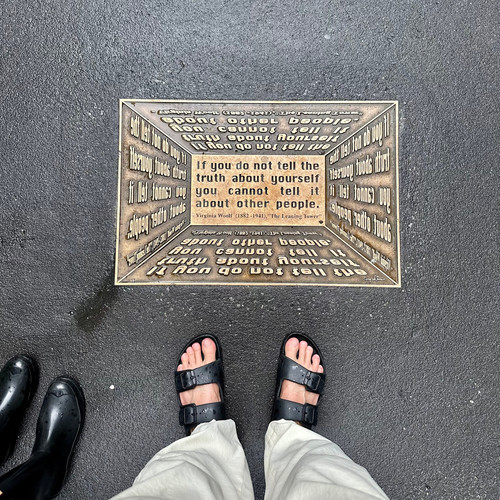 If you do not tell the
truth about yourself
you cannot tell it
about other people.
Virginia Woolf (1882 -1941), "The Leaning Tower"